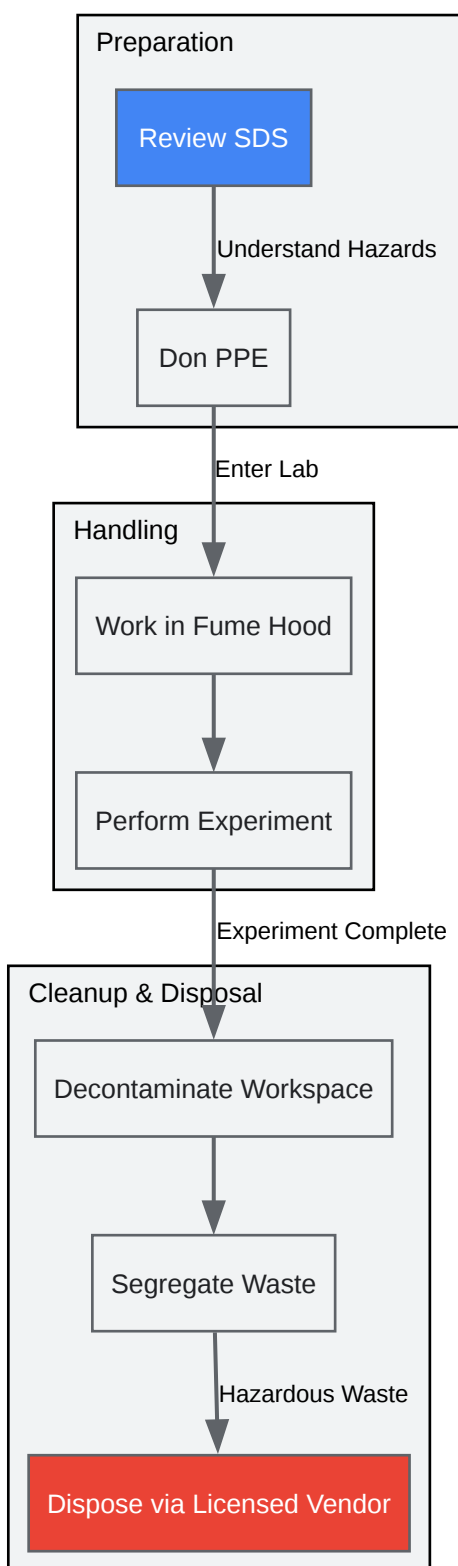 Preparation
Review SDS
Understand Hazards
Don PPE
Enter Lab
Handling
Work in Fume Hood
Perform Experiment
Experiment Complete
Cleanup & Disposal
Decontaminate Workspace
Segregate Waste
Hazardous Waste
Dispose via Licensed Vendor